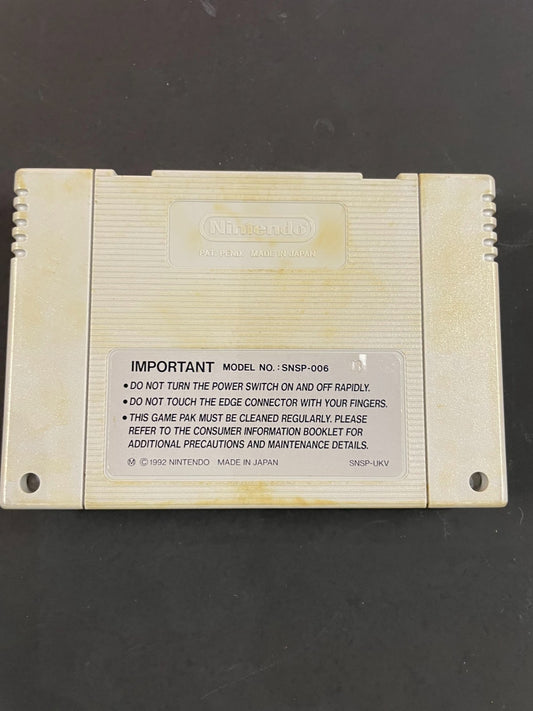 Nintendo
PAT. PEND. MADE IN JAPAN
IMPORTANT MODEL NO.: SNSP-006
• DO NOT TURN THE POWER SWITCH ON AND OFF RAPIDLY.
• DO NOT TOUCH THE EDGE CONNECTOR WITH YOUR FINGERS.
• THIS GAME PAK MUST BE CLEANED REGULARLY. PLEASE
REFER TO THE CONSUMER INFORMATION BOOKLET FOR
ADDITIONAL PRECAUTIONS AND MAINTENANCE DETAILS.
Ⓜ © 1992 NINTENDO MADE IN JAPAN SNSP-UKV